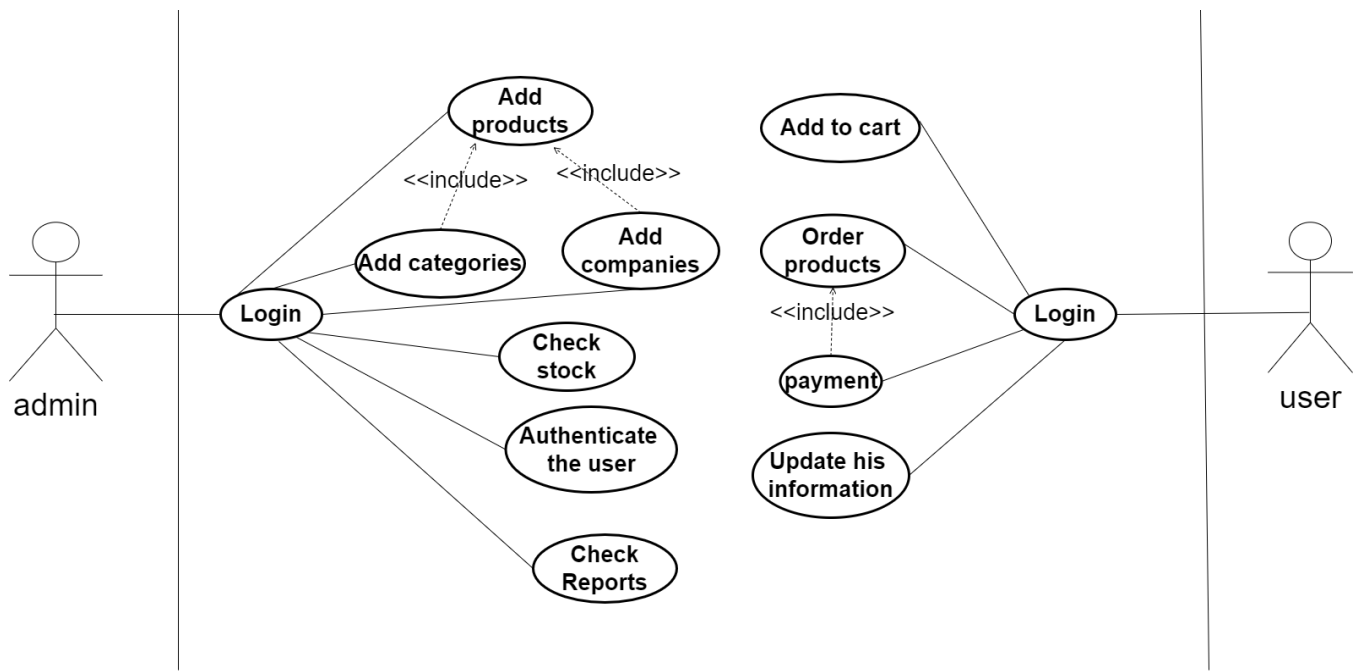 Add
products
<<include>>
<<include>>
Add categories
Add
companies
Login
Check
stock
Authenticate
the user
Check
Reports
admin
Add to cart
Order
products
<<include>>
payment
Update his
information
Login
user